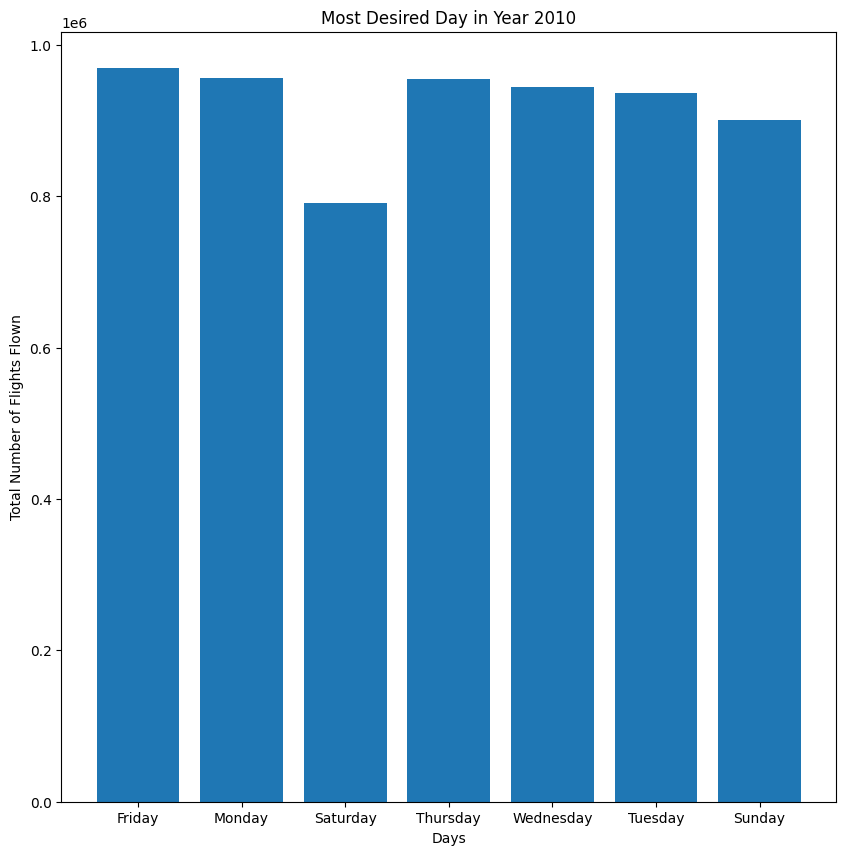 Most Desired Day in Year 2010
1e6
1.0
0.8
0.6
0.4
0.2
0.0
Total Number of Flights Flown
Friday Monday Saturday Thursday Wednesday Tuesday Sunday
Days